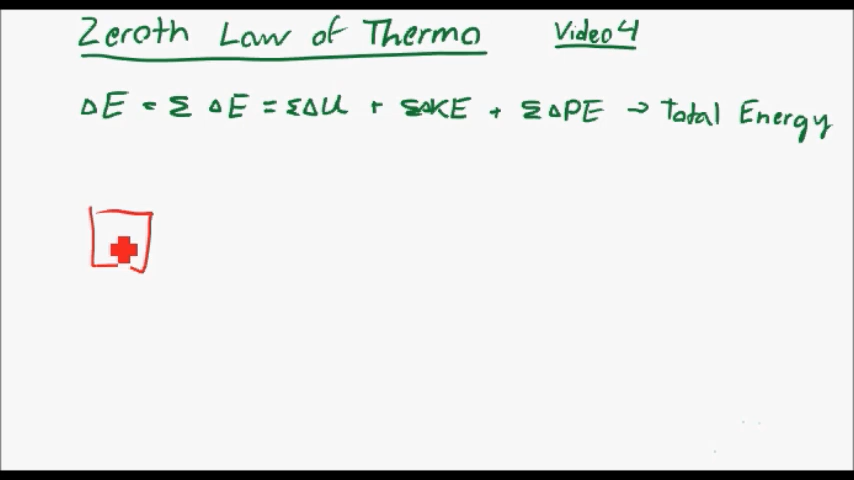 Zeroth Law of Thermo Video 4
ΔE = Σ ΔE = ΣΔU + ΣΔKE + ΣΔPE → Total Energy